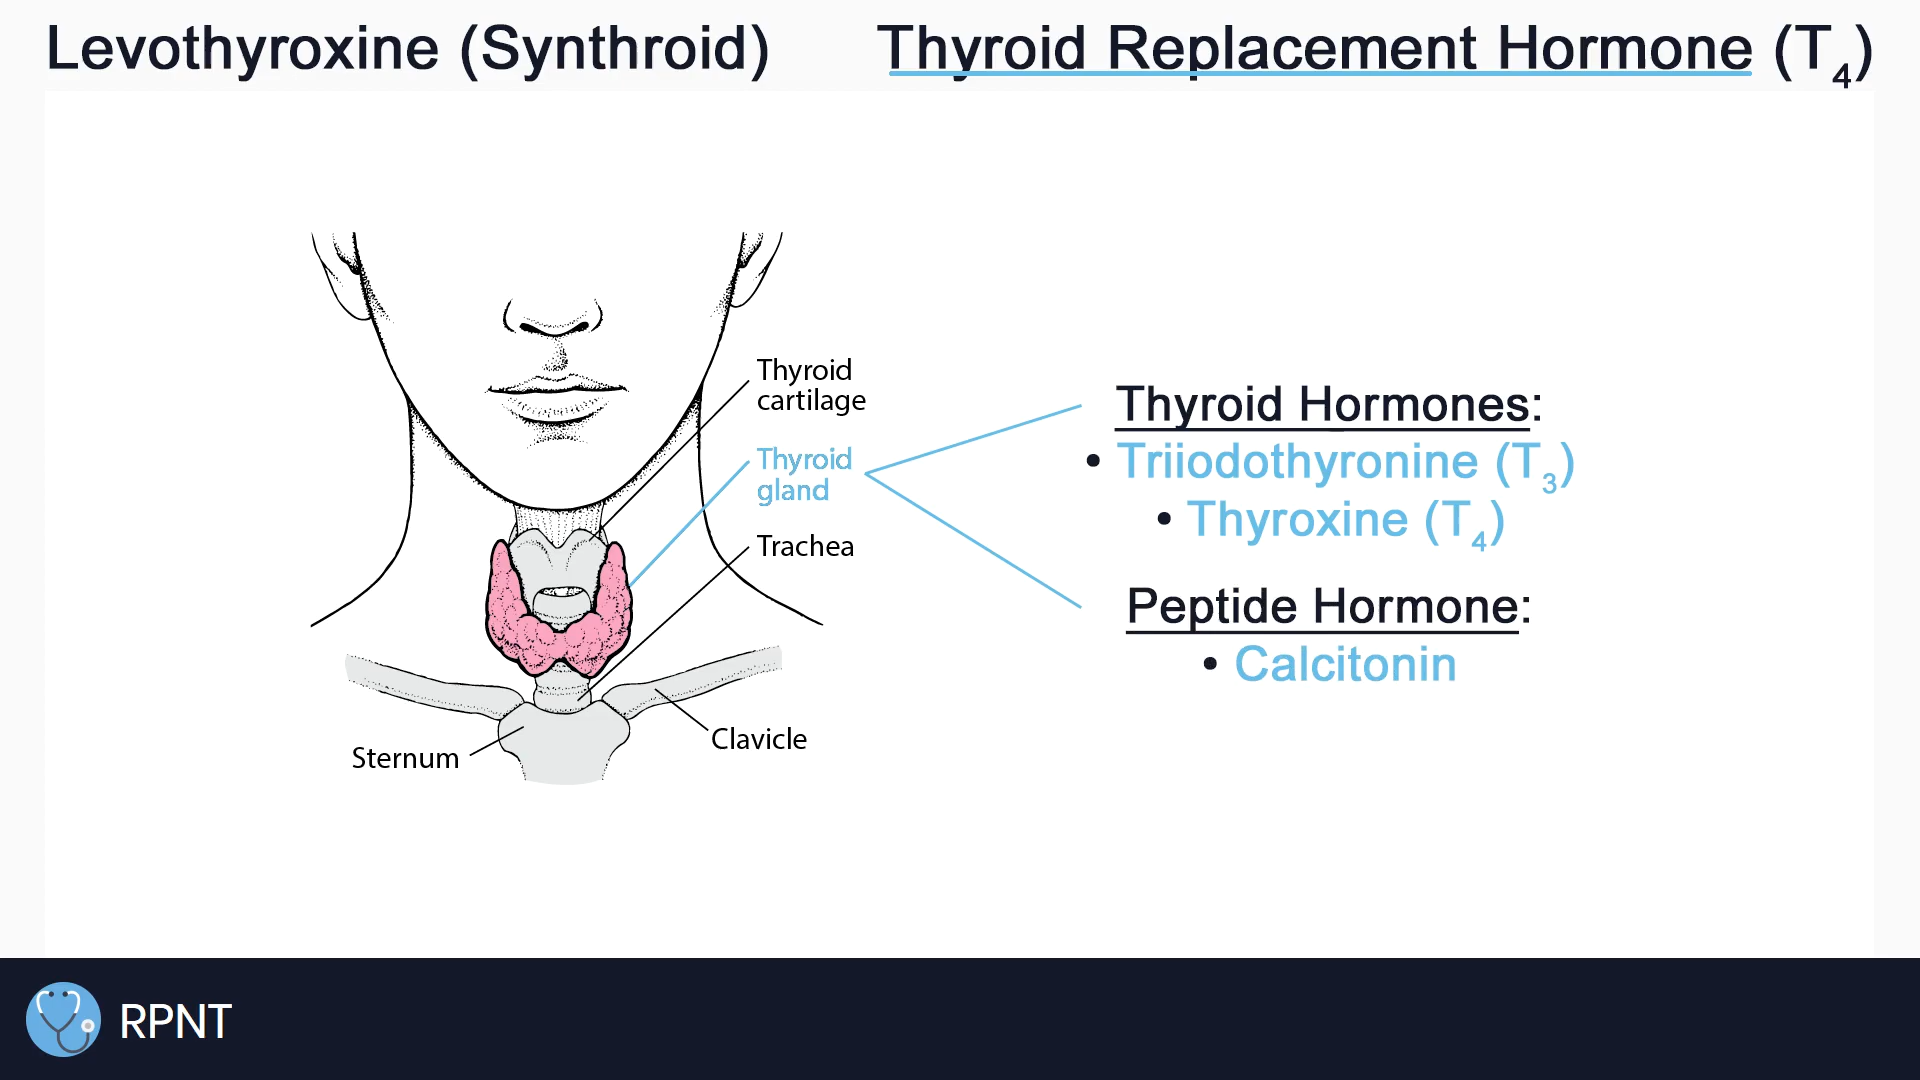 Levothyroxine (Synthroid) Thyroid Replacement Hormone (T4)
Thyroid
cartilage
Thyroid
gland
Trachea
Clavicle
Sternum
Thyroid Hormones:
• Triiodothyronine (T3)
• Thyroxine (T4)
Peptide Hormone:
• Calcitonin
RPNT